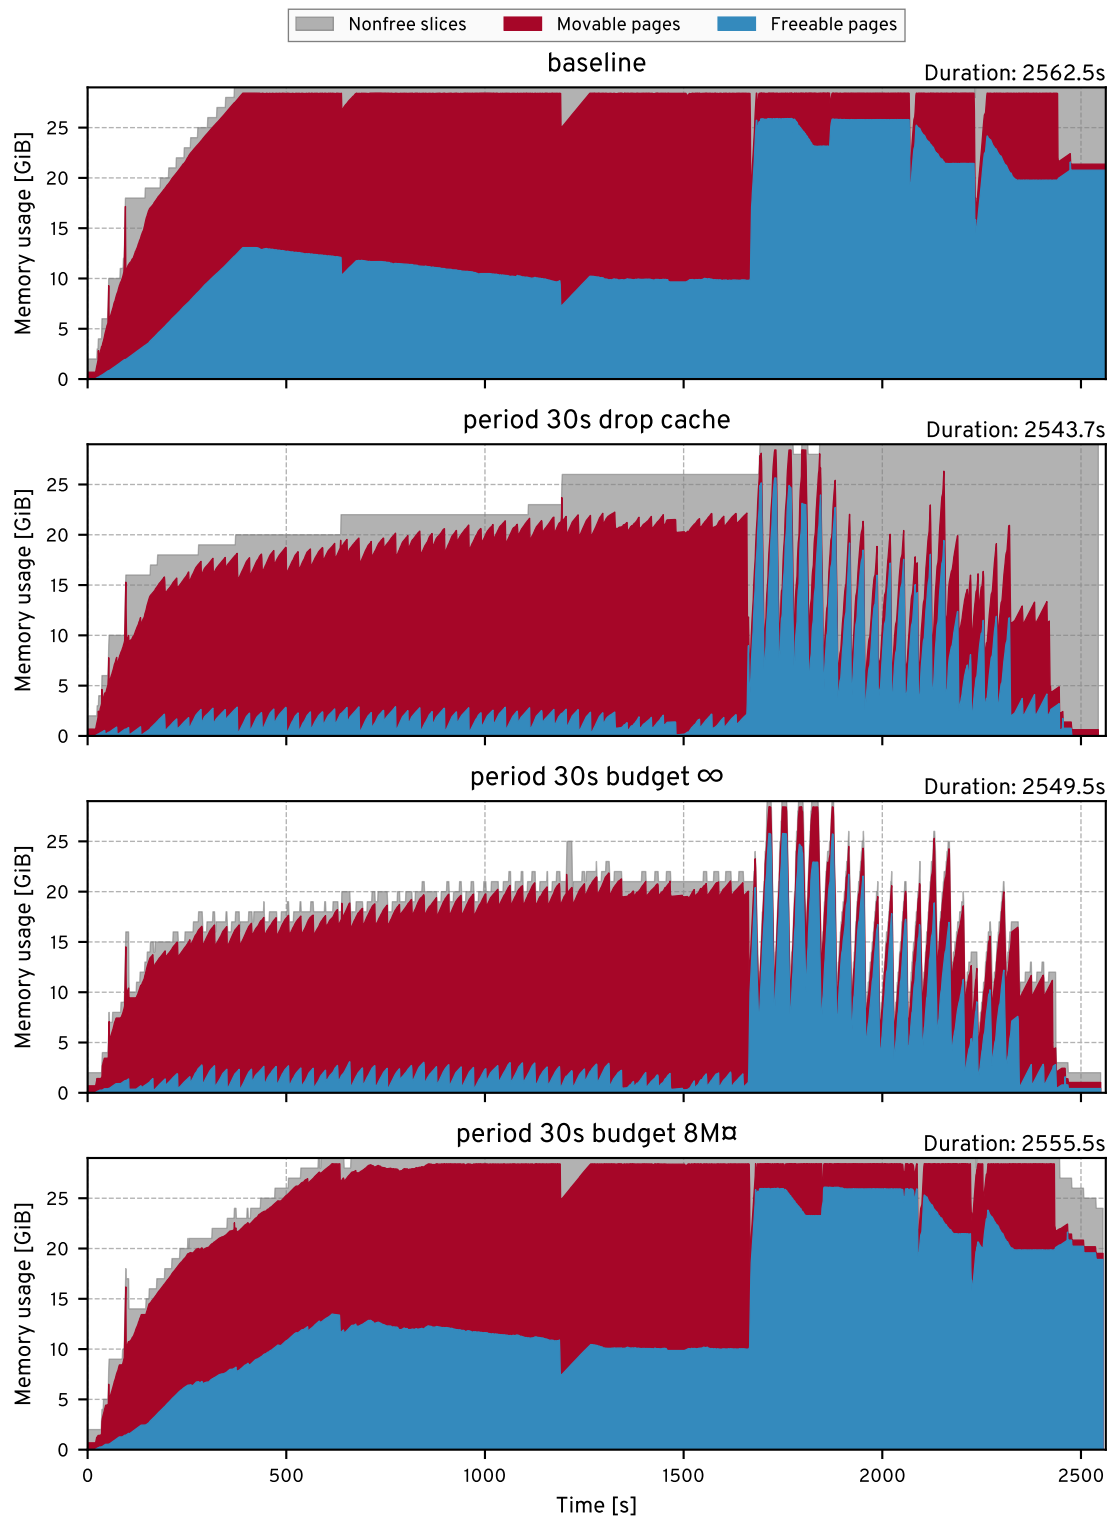 Nonfree slices Movable pages Freeable pages
baseline
Duration: 2562.5s
Memory usage [GiB]
25
20
15
10
5
0
period 30s drop cache
Duration: 2543.7s
Memory usage [GiB]
25
20
15
10
5
0
period 30s budget ∞
Duration: 2549.5s
Memory usage [GiB]
25
20
15
10
5
0
period 30s budget 8M¤
Duration: 2555.5s
Memory usage [GiB]
25
20
15
10
5
0
0 500 1000 1500 2000 2500
Time [s]